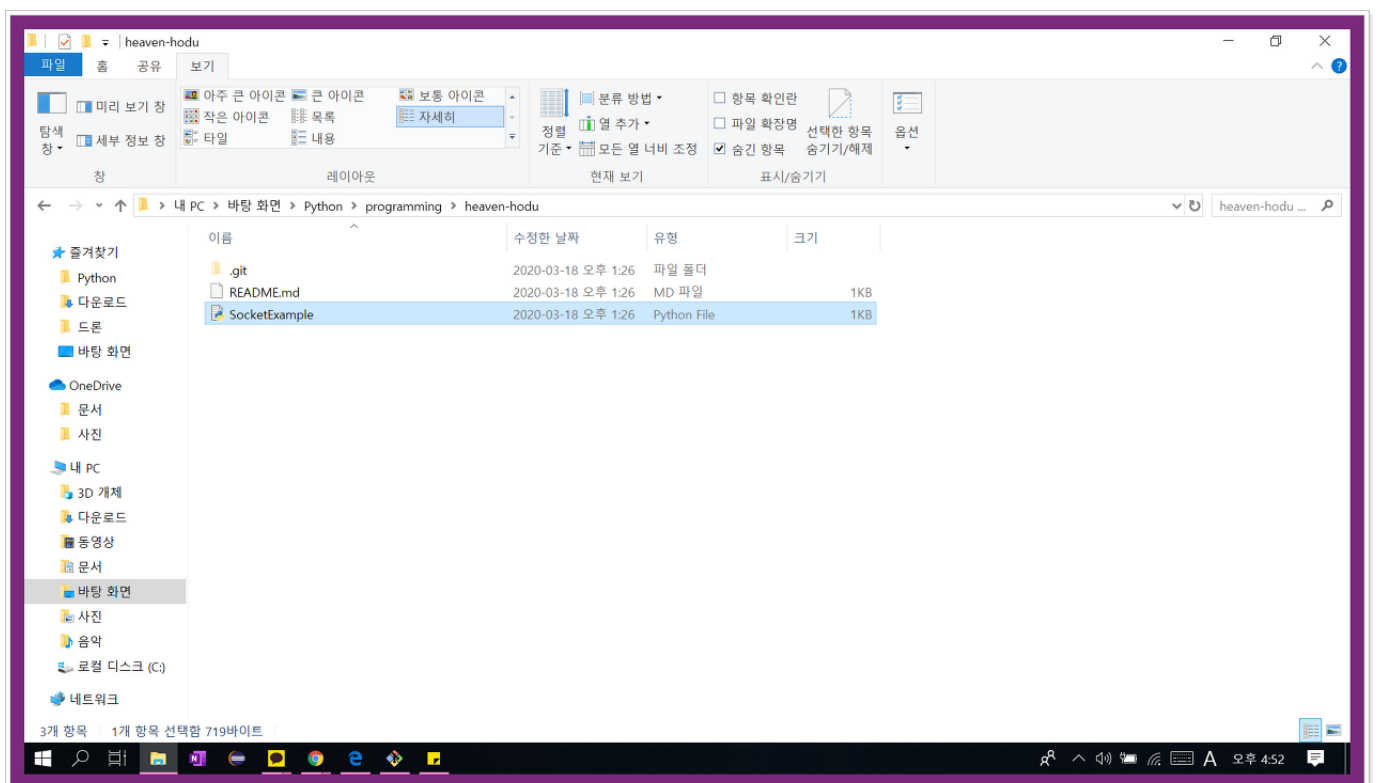 heaven-hodu
파일 홈 공유 보기
탐색 창
미리 보기 창
세부 정보 창
창
아주 큰 아이콘 큰 아이콘 보통 아이콘
작은 아이콘 목록 자세히
타일 내용
레이아웃
정렬 기준
분류 방법
열 추가
모든 열 너비 조정
현재 보기
항목 확인란
파일 확장명
숨긴 항목
선택한 항목
숨기기/해제
표시/숨기기
옵션
내 PC > 바탕 화면 > Python > programming > heaven-hodu
heaven-hodu ...
이름 수정한 날짜 유형 크기
.git 2020-03-18 오후 1:26 파일 폴더
README.md 2020-03-18 오후 1:26 MD 파일 1KB
SocketExample 2020-03-18 오후 1:26 Python File 1KB
즐겨찾기
Python
다운로드
드론
바탕 화면
OneDrive
문서
사진
내 PC
3D 개체
다운로드
동영상
문서
바탕 화면
사진
음악
로컬 디스크 (C:)
네트워크
3개 항목 1개 항목 선택함 719바이트
A 오후 4:52